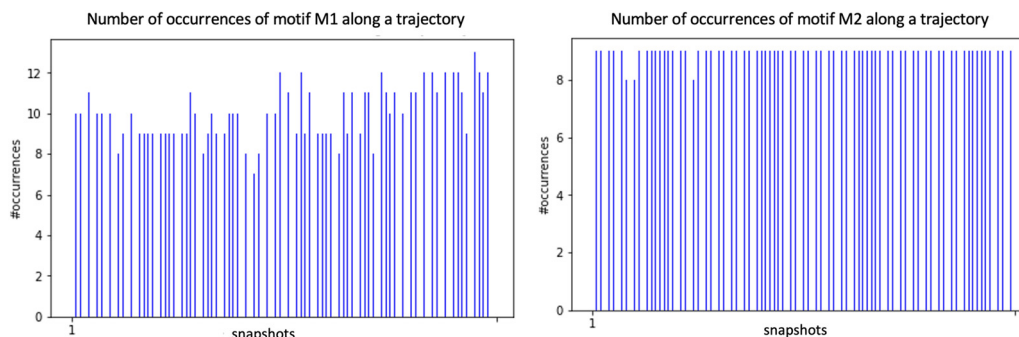 Number of occurrences of motif M1 along a trajectory
12
10
8
6
4
2
0
#occurrences
1
snapshots
Number of occurrences of motif M2 along a trajectory
8
6
4
2
0
#occurrences
1
snapshots